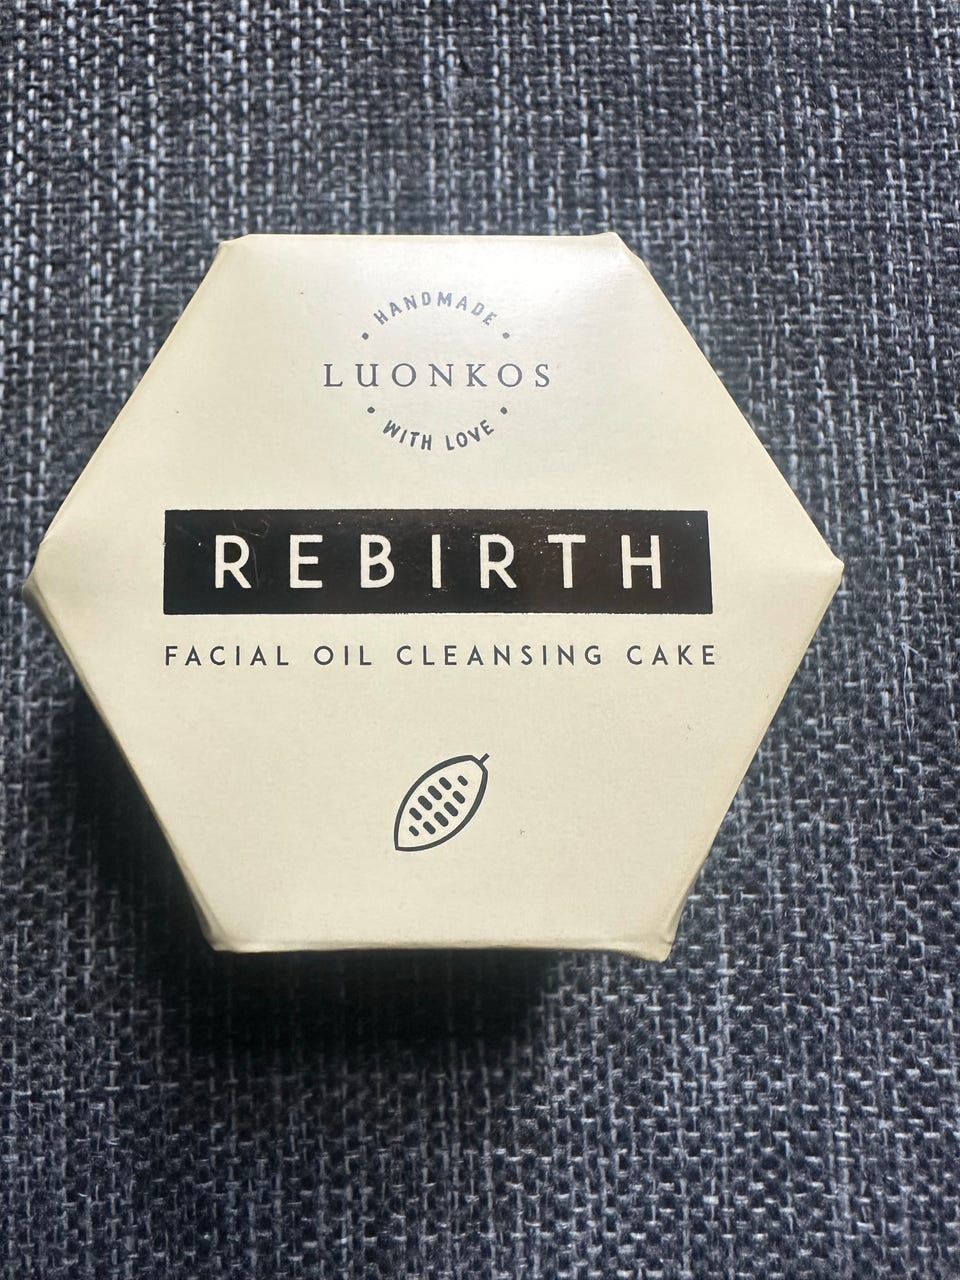 HANDMADE
LUONKOS
WITH LOVE
REBIRTH
FACIAL OIL CLEANSING CAKE